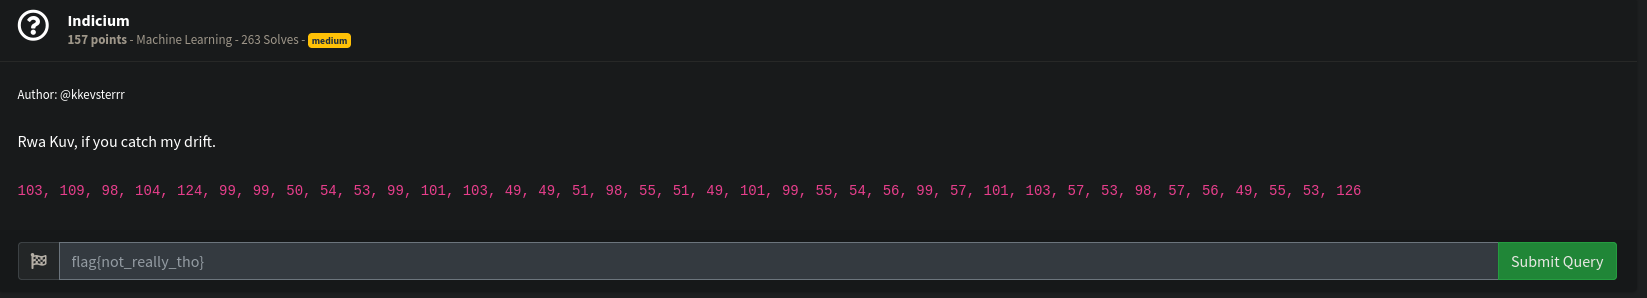 Indicium
157 points - Machine Learning - 263 Solves - medium
Author: @kkevsterrr
Rwa Kuv, if you catch my drift.
103, 109, 98, 104, 124, 99, 99, 50, 54, 53, 99, 101, 103, 49, 49, 51, 98, 55, 51, 49, 101, 99, 55, 54, 56, 99, 57, 101, 103, 57, 53, 98, 57, 56, 49, 55, 53, 126
flag{not_really_tho}
Submit Query